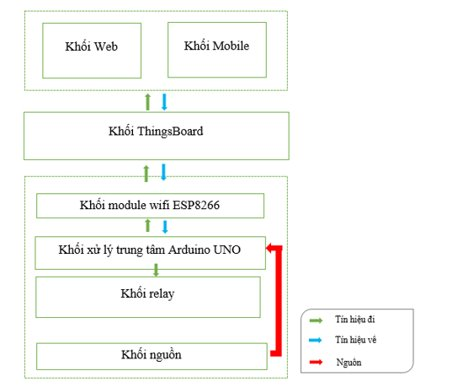 Khối Web
Khối Mobile
Khối ThingsBoard
Khối module wifi ESP8266
Khối xử lý trung tâm Arduino UNO
Khối relay
Khối nguồn
Tín hiệu đi
Tín hiệu về
Nguồn